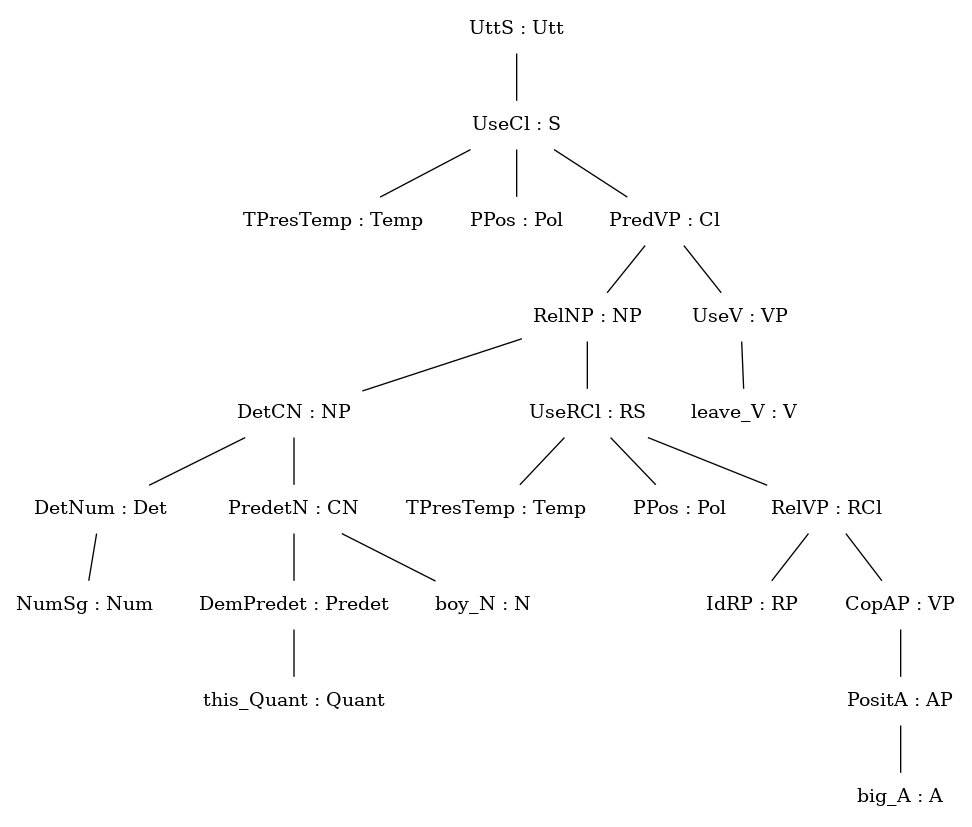 UttS : Utt
UseCl : S
TPresTemp : Temp PPos : Pol PredVP : Cl
RelNP : NP UseV : VP
DetCN : NP UseRCl : RS leave_V : V
DetNum : Det PredetN : CN TPresTemp : Temp PPos : Pol RelVP : RCl
NumSg : Num DemPredet : Predet boy_N : N IdRP : RP CopAP : VP
this_Quant : Quant PositA : AP
big_A : A